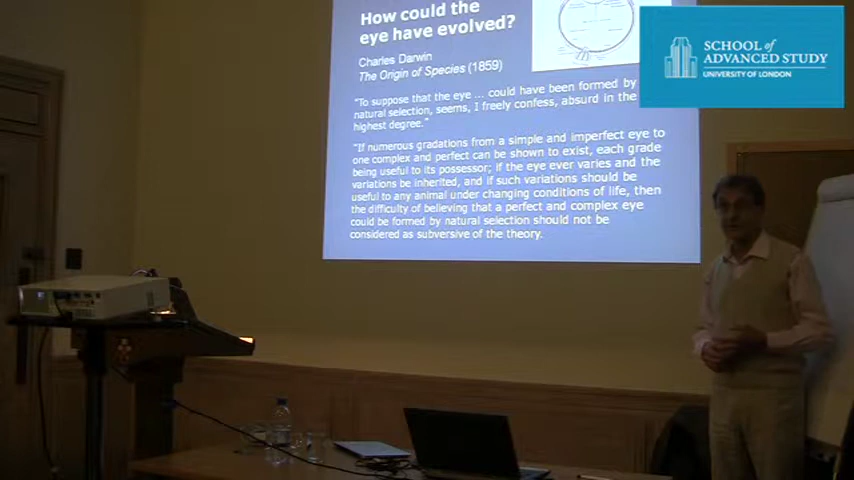 How could the
eye have evolved?
Charles Darwin
The Origin of Species (1859)
"To suppose that the eye ... could have been formed by
natural selection, seems, I freely confess, absurd in the
highest degree."
"If numerous gradations from a simple and imperfect eye to
one complex and perfect can be shown to exist, each grade
being useful to its possessor; if the eye ever varies and the
variations be inherited, and if such variations should be
useful to any animal under changing conditions of life, then
the difficulty of believing that a perfect and complex eye
could be formed by natural selection should not be
considered as subversive of the theory.
SCHOOL of
ADVANCED STUDY
UNIVERSITY OF LONDON